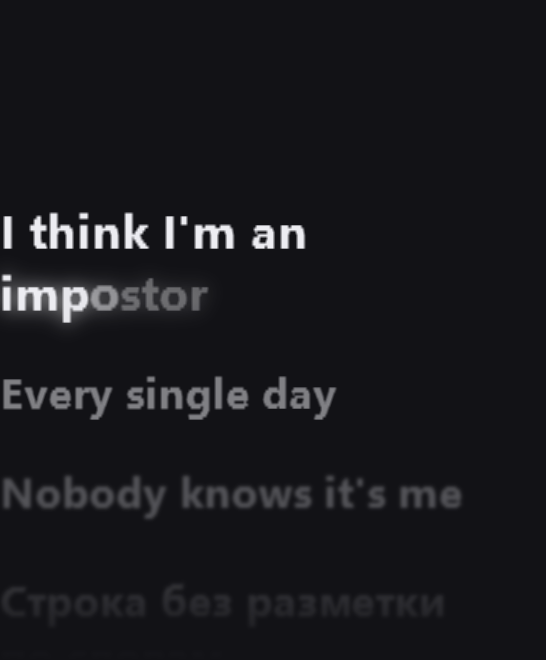 I think I'm an
impostor
Every single day
Nobody knows it's me
Строка без разметки